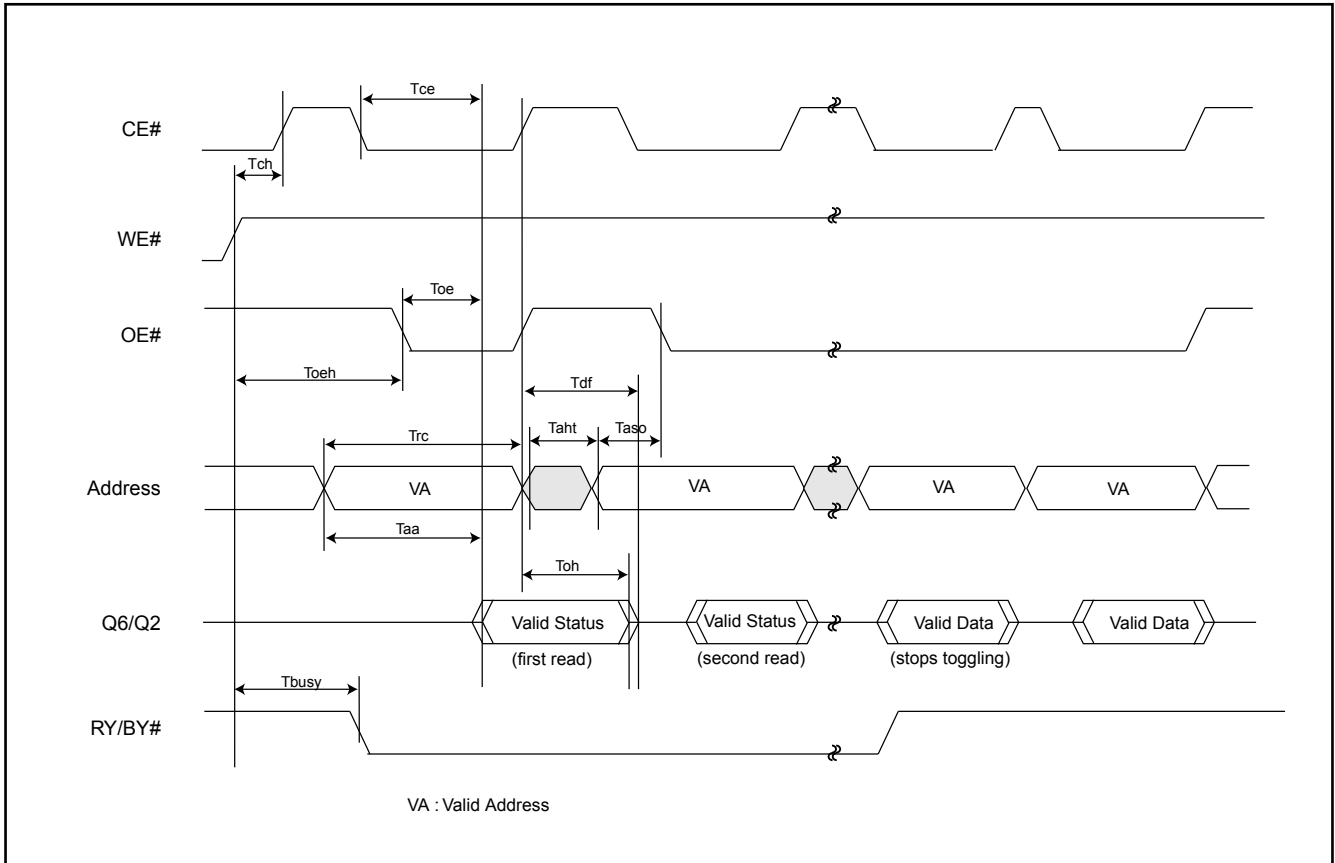 Tce
CE#
Tch
WE#
Toe
OE#
Toeh
Tdf
Trc
Taht
Taso
Address
VA
VA
VA
VA
Taa
Toh
Q6/Q2
Valid Status
Valid Status
Valid Data
Valid Data
(first read)
(second read)
(stops toggling)
Tbusy
RY/BY#
VA : Valid Address